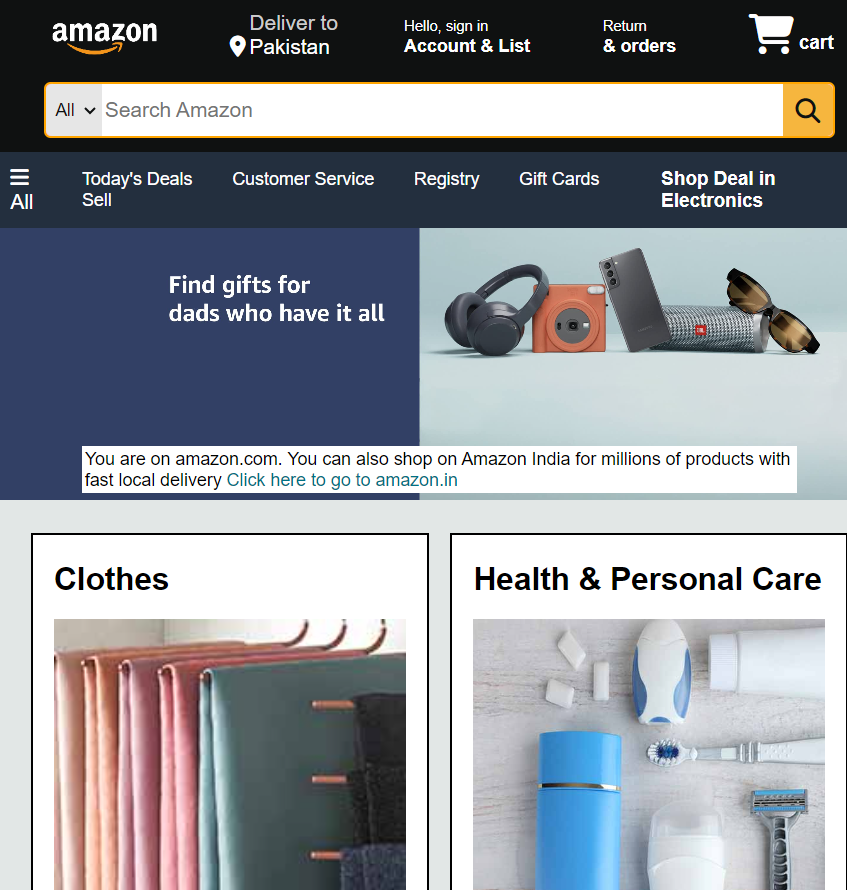 amazon
Deliver to
Pakistan
Hello, sign in
Account & List
Return
& orders
cart
All
Search Amazon
All
Today's Deals
Customer Service
Registry
Gift Cards
Sell
Shop Deal in
Electronics
Find gifts for
dads who have it all
JBL
You are on amazon.com. You can also shop on Amazon India for millions of products with
fast local delivery Click here to go to amazon.in
Clothes
Health & Personal Care